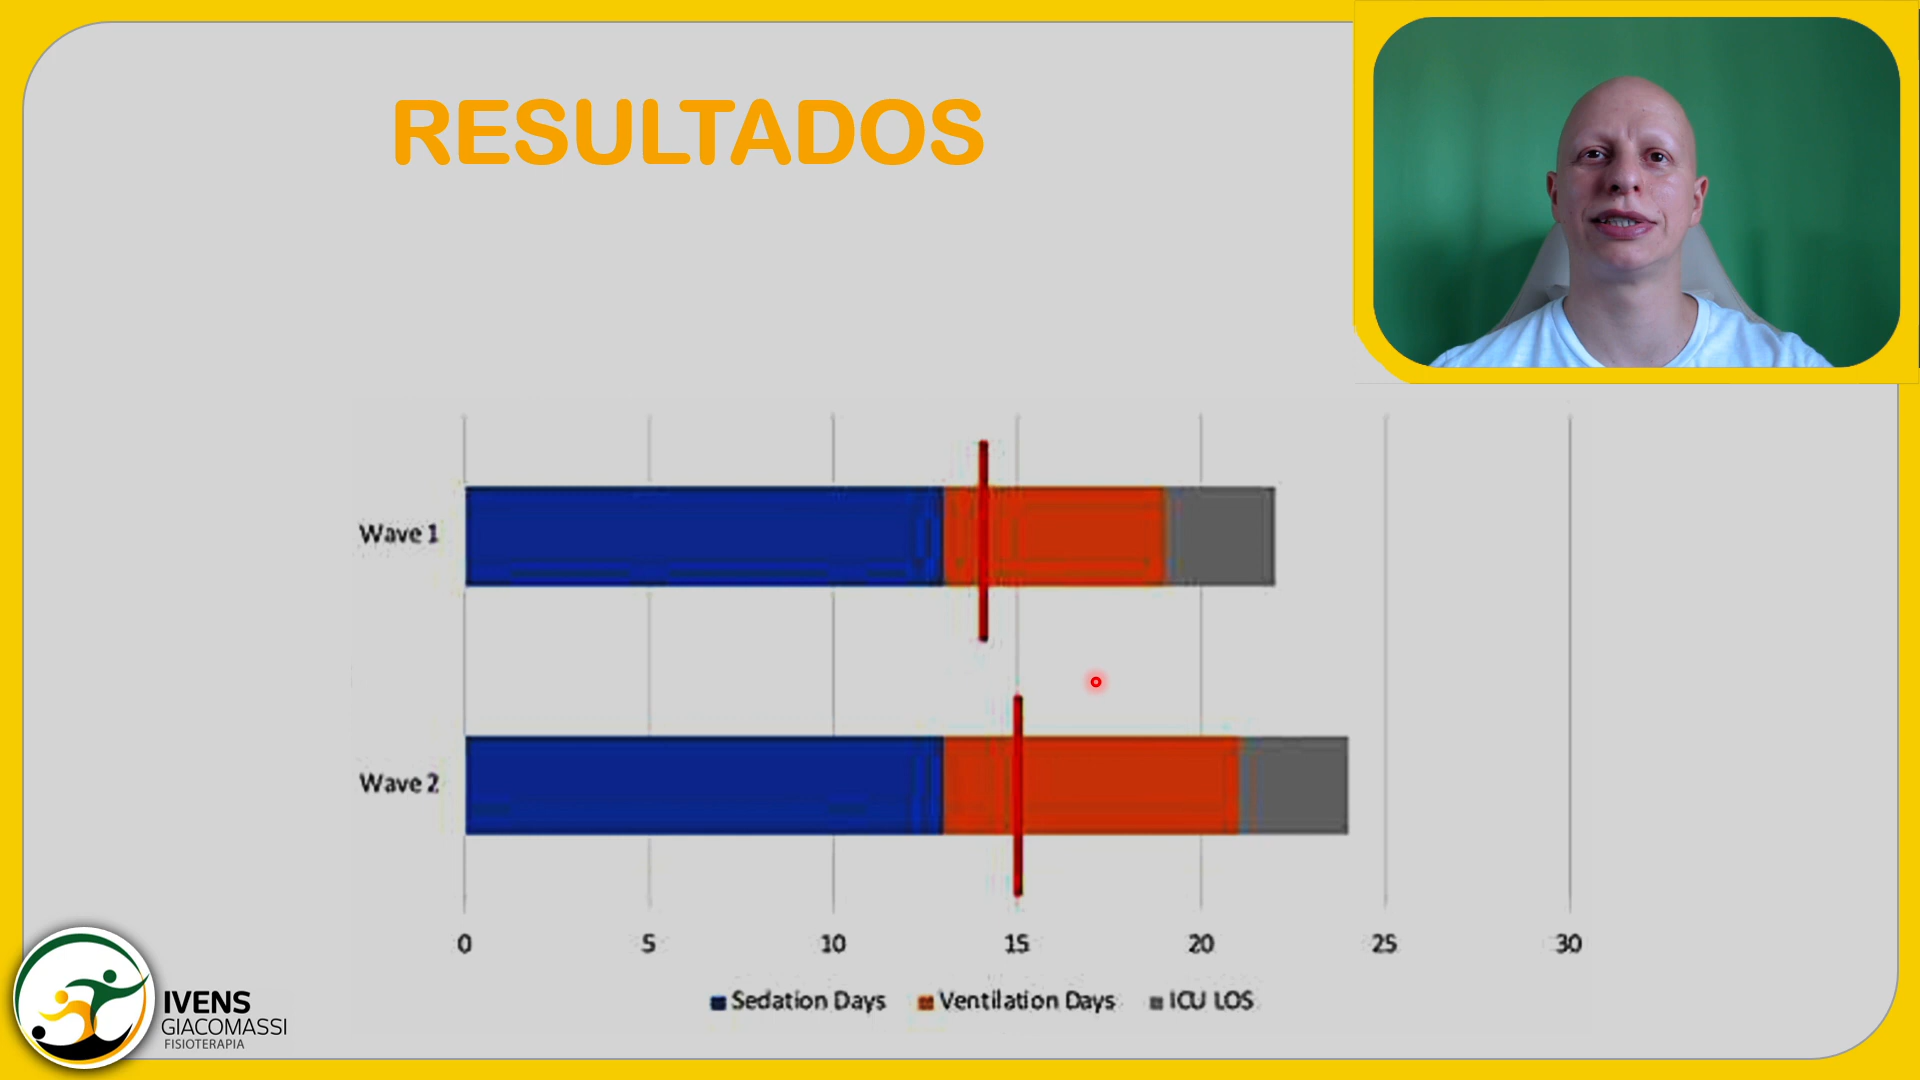 RESULTADOS
Wave 1
Wave 2
0 5 10 15 20 25 30
Sedation Days Ventilation Days ICU LOS
IVENS
GIACOMASSI
FISIOTERAPIA